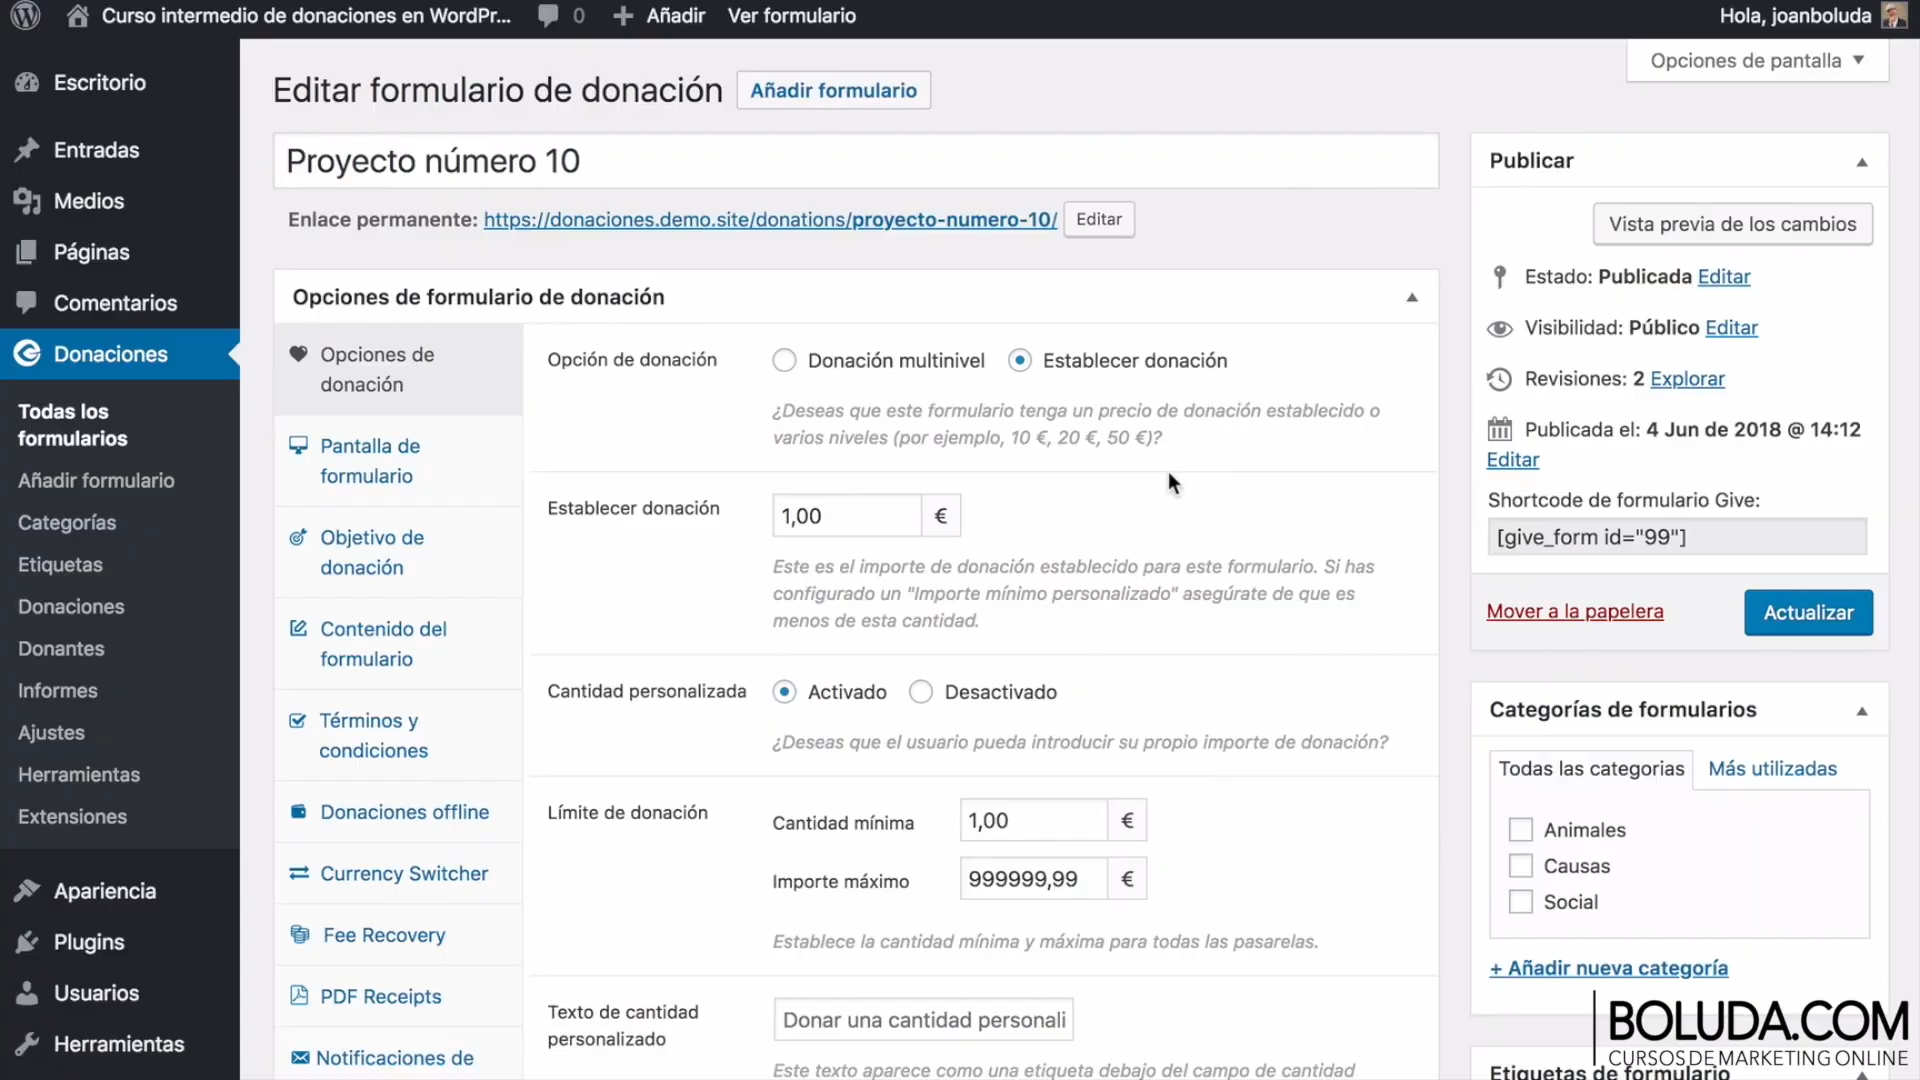 Curso intermedio de donaciones en WordPr...
0
Añadir
Ver formulario
Hola, joanboluda
Opciones de pantalla
Escritorio
Entradas
Medios
Páginas
Comentarios
Donaciones
Todas los
formularios
Añadir formulario
Categorías
Etiquetas
Donaciones
Donantes
Informes
Ajustes
Herramientas
Extensiones
Apariencia
Plugins
Usuarios
Herramientas
Editar formulario de donación
Añadir formulario
Proyecto número 10
Enlace permanente: https://donaciones.demo.site/donations/proyecto-numero-10/ Editar
Opciones de formulario de donación
Opciones de
donación
Pantalla de
formulario
Objetivo de
donación
Contenido del
formulario
Términos y
condiciones
Donaciones offline
Currency Switcher
Fee Recovery
PDF Receipts
Notificaciones de
Opción de donación
Donación multinivel
Establecer donación
¿Deseas que este formulario tenga un precio de donación establecido o
varios niveles (por ejemplo, 10 €, 20 €, 50 €)?
Establecer donación
1,00 €
Este es el importe de donación establecido para este formulario. Si has
configurado un "Importe mínimo personalizado" asegúrate de que es
menos de esta cantidad.
Cantidad personalizada
Activado
Desactivado
¿Deseas que el usuario pueda introducir su propio importe de donación?
Límite de donación
Cantidad mínima 1,00 €
Importe máximo 999999,99 €
Establece la cantidad mínima y máxima para todas las pasarelas.
Texto de cantidad
personalizado
Donar una cantidad personali
Este texto aparece como una etiqueta debajo del campo de cantidad
Publicar
Vista previa de los cambios
Estado: Publicada Editar
Visibilidad: Público Editar
Revisiones: 2 Explorar
Publicada el: 4 Jun de 2018 @ 14:12
Editar
Shortcode de formulario Give:
[give_form id="99"]
Mover a la papelera
Actualizar
Categorías de formularios
Todas las categorias
Más utilizadas
Animales
Causas
Social
+ Añadir nueva categoría
BOLUDA.COM
CURSOS DE MARKETING ONLINE
Etiquetas de formulario